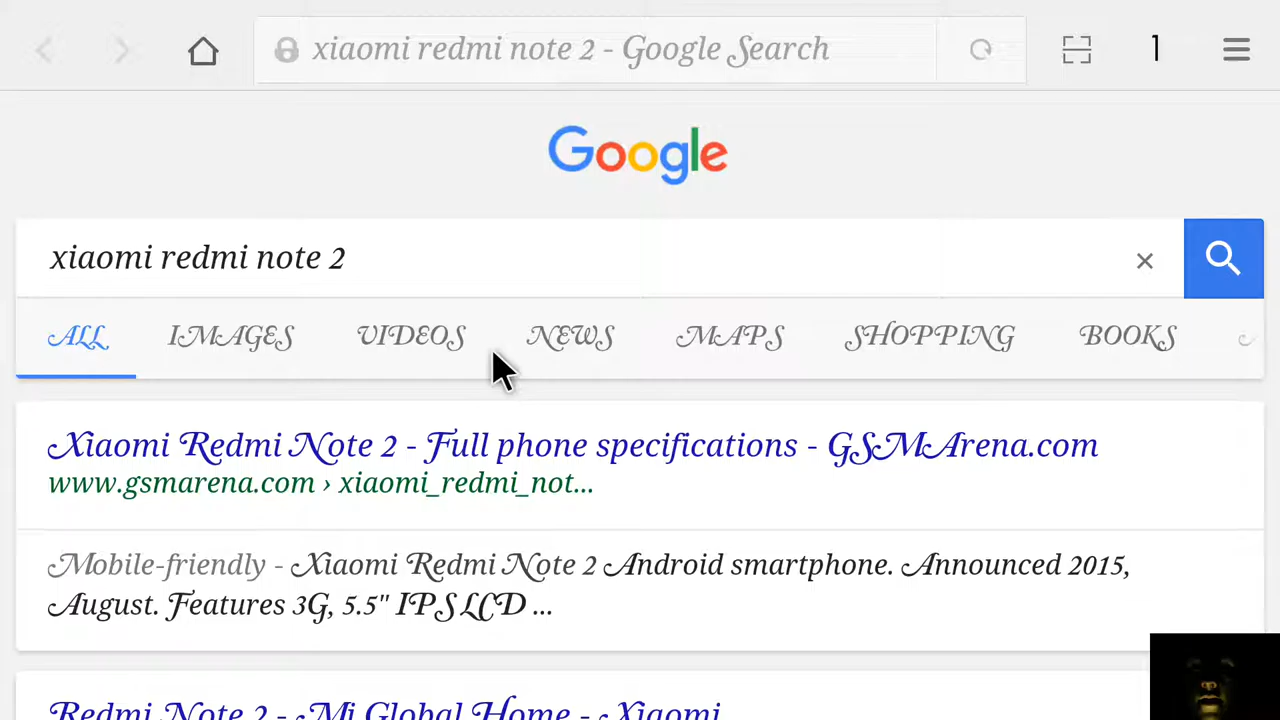 xiaomi redmi note 2 - Google Search
1
Google
xiaomi redmi note 2
ALL IMAGES VIDEOS NEWS MAPS SHOPPING BOOKS
Xiaomi Redmi Note 2 - Full phone specifications - GSMArena.com
www.gsmarena.com › xiaomi_redmi_not...
Mobile-friendly - Xiaomi Redmi Note 2 Android smartphone. Announced 2015,
August. Features 3G, 5.5" IPS LCD ...
Redmi Note 2 - Mi Global Home - Xiaomi